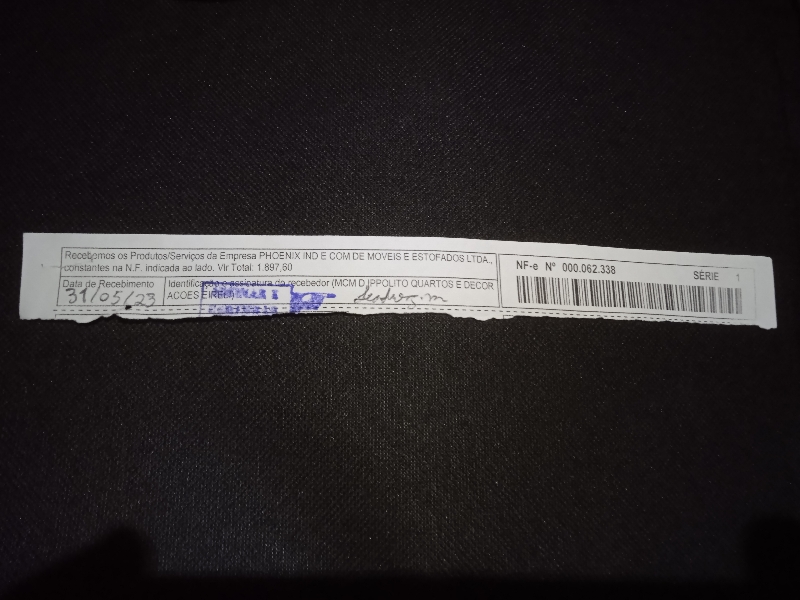 Recebemos os Produtos/Serviços da Empresa PHOENIX IND E COM DE MOVEIS E ESTOFADOS LTDA.,
constantes na N.F. indicada ao lado. Vlr Total: 1.897,60
Data de Recebimento
31/05/23
Identificação e assinatura do recebedor (MCM D IPPOLITO QUARTOS E DECOR
ACOES EIRELI)
NF-e Nº 000.062.338
SÉRIE 1